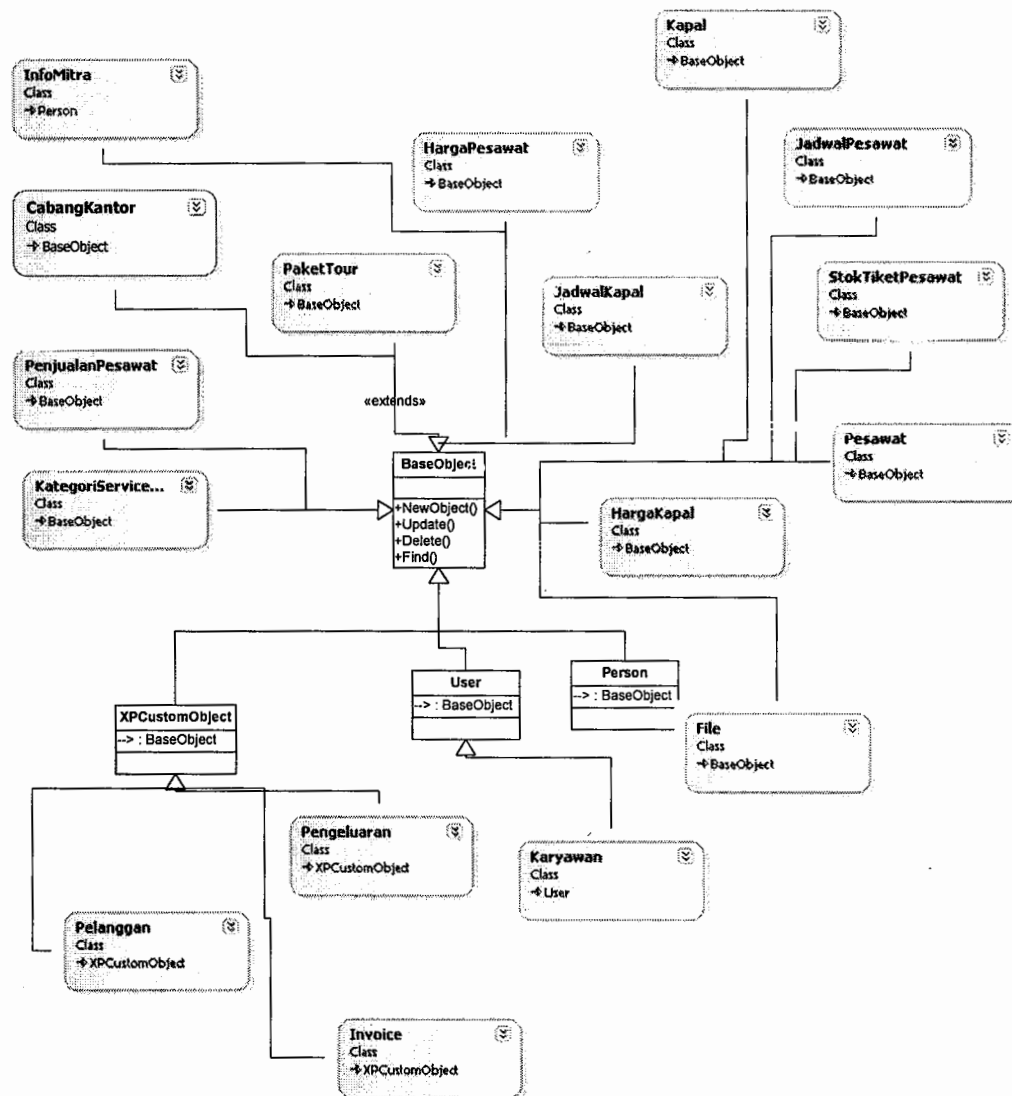 Kapal
Class
BaseObject
InfoMitra
Class
Person
HargaPesawat
Class
BaseObject
JadwalPesawat
Class
BaseObject
CabangKantor
Class
BaseObject
PaketTour
Class
BaseObject
JadwalKapal
Class
BaseObject
StokTiketPesawat
Class
BaseObject
PenjualanPesawat
Class
BaseObject
«extends»
Pesawat
Class
BaseObject
KategoriService...
Class
BaseObject
BaseObject
+NewObject()
+Update()
+Delete()
+Find()
HargaKapal
Class
BaseObject
XPCustomObject
--> : BaseObject
User
--> : BaseObject
Person
--> : BaseObject
File
Class
BaseObject
Pengeluaran
Class
XPCustomObject
Karyawan
Class
User
Pelanggan
Class
XPCustomObject
Invoice
Class
XPCustomObject